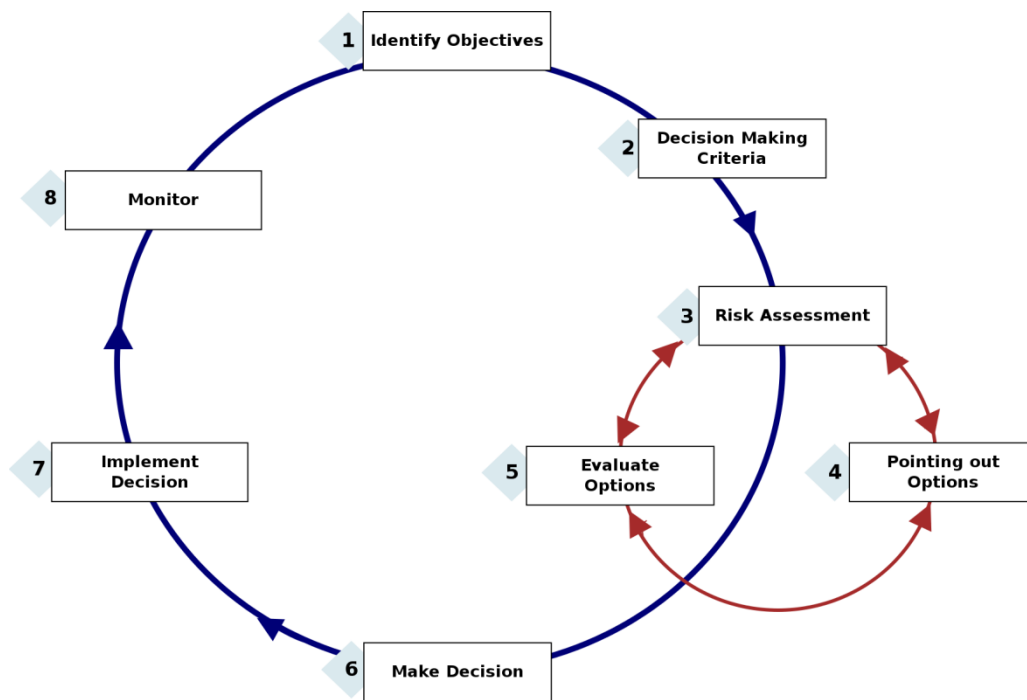 1
Identify Objectives
2
Decision Making
Criteria
3
Risk Assessment
4
Pointing out
Options
5
Evaluate
Options
6
Make Decision
7
Implement
Decision
8
Monitor